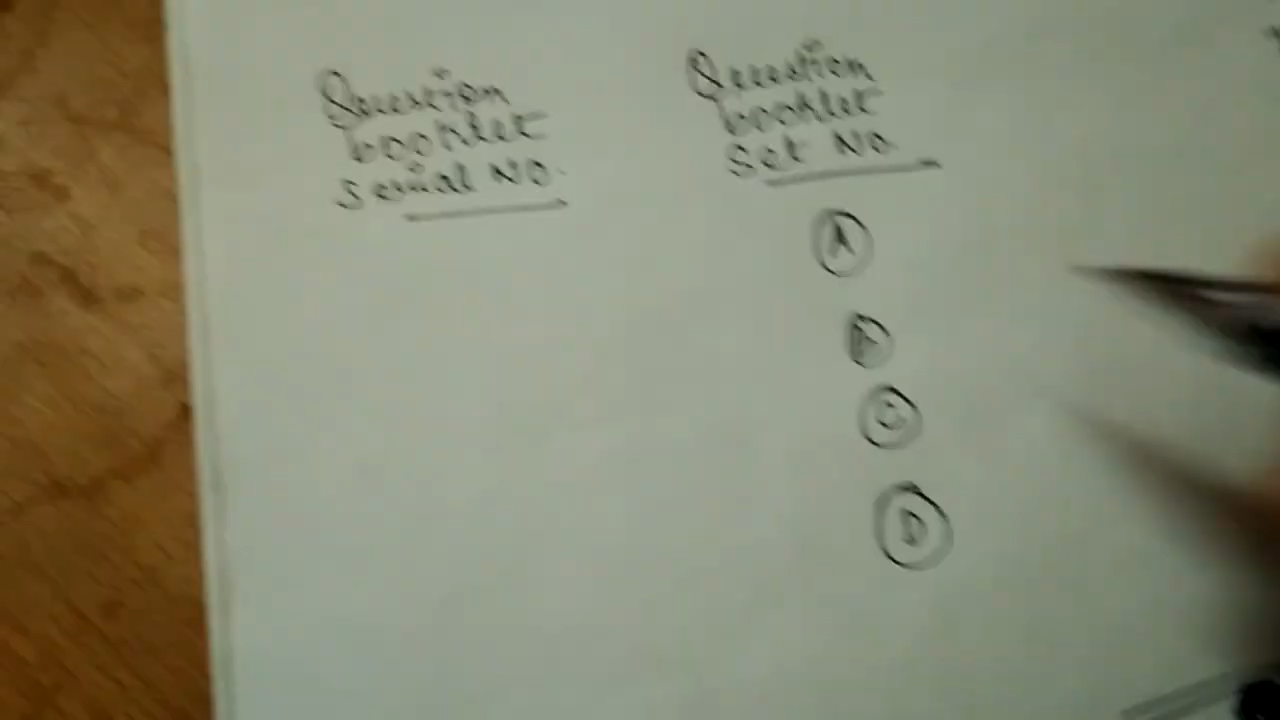 Question
booklet
serial NO.
Question
booklet
Set No.
A
B
C
D